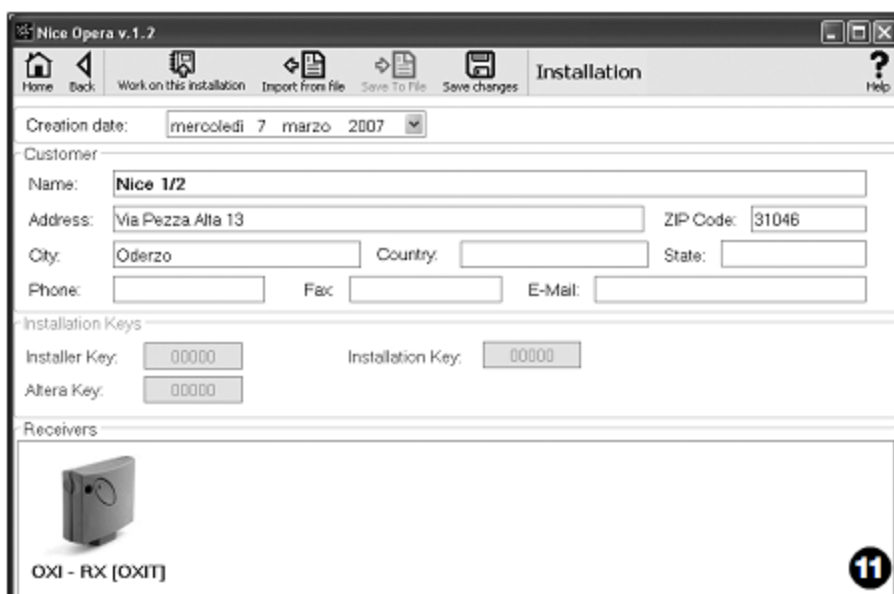 Nice Opera v.1.2
Home Back Work on this installation Import from file Save To File Save changes Installation Help
Creation date: mercoledì 7 marzo 2007
Customer
Name: Nice 1/2
Address: Via Pezza Alta 13 ZIP Code: 31046
City: Oderzo Country: State:
Phone: Fax: E-Mail:
Installation Keys
Installer Key: 00000 Installation Key: 00000
Altera Key: 00000
Receivers
OXI - RX [OXIT]
11